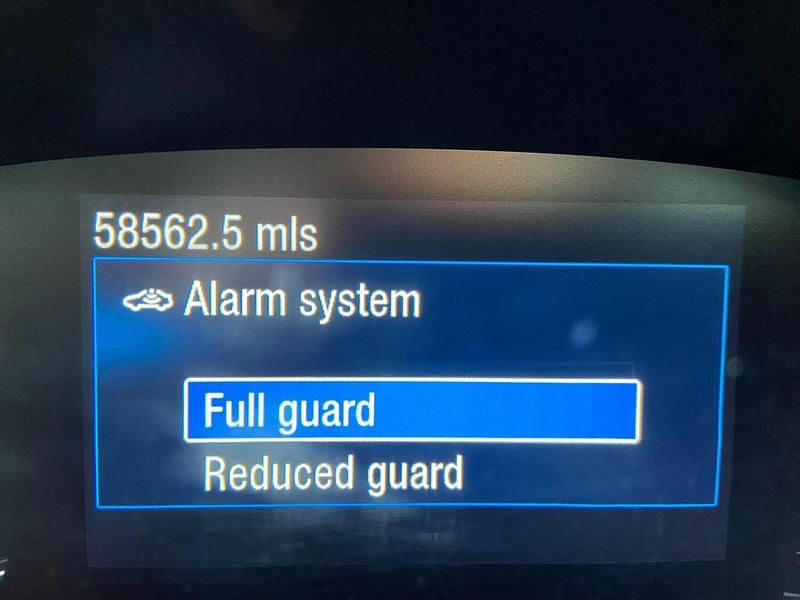 58562.5 mls
Alarm system
Full guard
Reduced guard